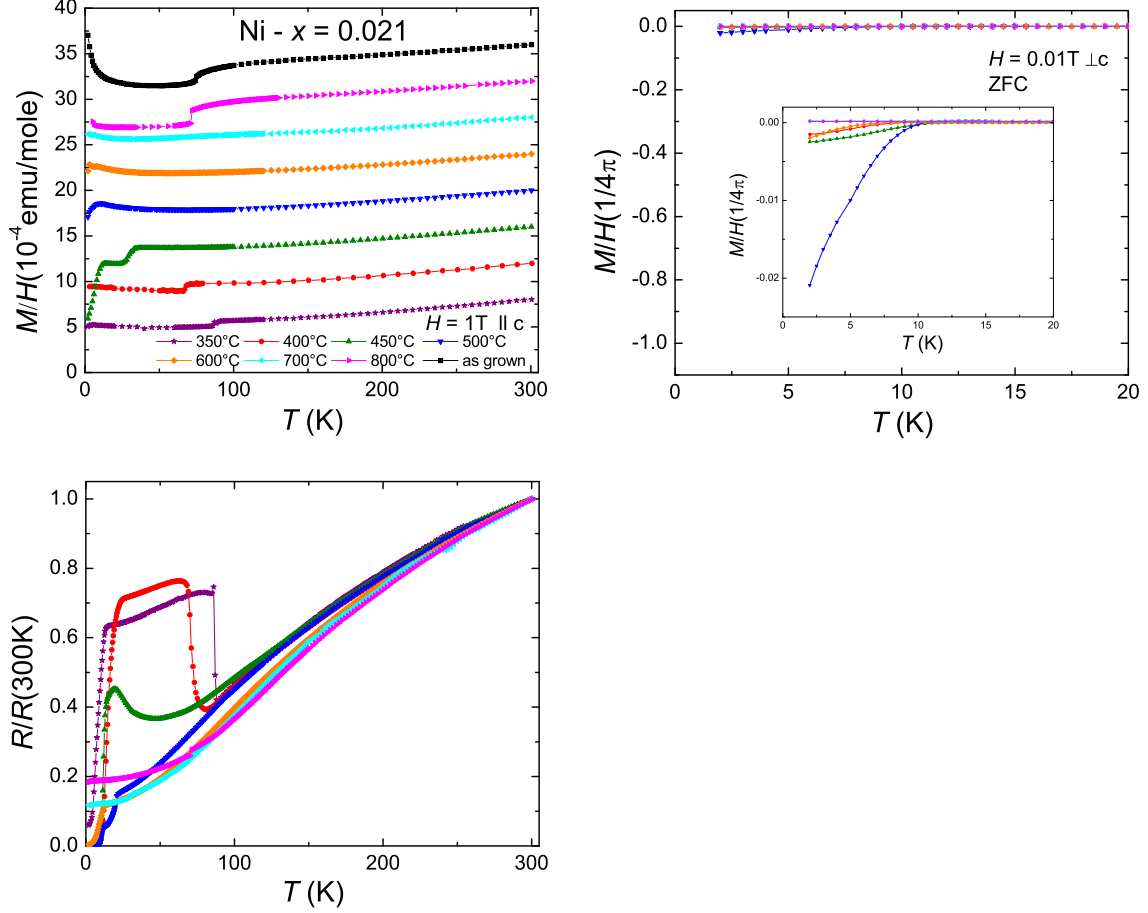 Ni - x = 0.021
M/H(10⁻⁴emu/mole)
40
35
30
25
20
15
10
5
0
H = 1T || c
350°C 400°C 450°C 500°C
600°C 700°C 800°C as grown
0 100 200 300
T (K)
M/H(1/4π)
0.0
-0.2
-0.4
-0.6
-0.8
-1.0
H = 0.01T ⊥c
ZFC
M/H(1/4π)
0.00
-0.01
-0.02
0 5 10 15 20
T (K)
0 5 10 15 20
T (K)
R/R(300K)
1.0
0.8
0.6
0.4
0.2
0.0
0 100 200 300
T (K)